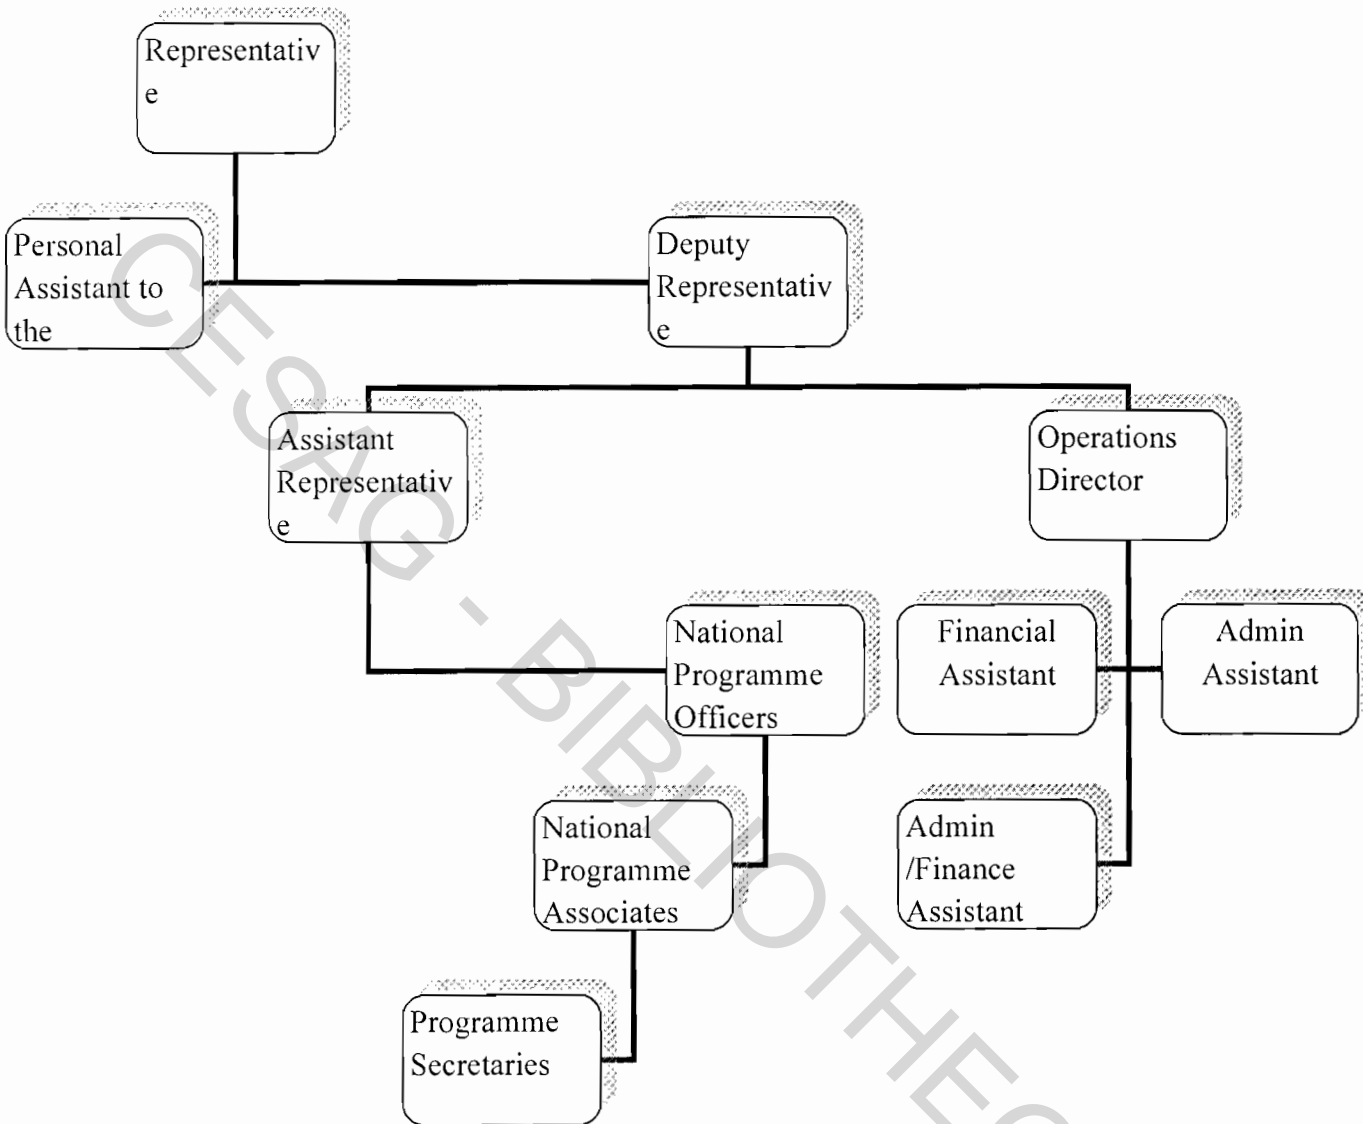 Representativ
e
Personal
Assistant to
the
Deputy
Representativ
e
Assistant
Representativ
e
Operations
Director
National
Programme
Officers
Financial
Assistant
Admin
Assistant
National
Programme
Associates
Admin
/Finance
Assistant
Programme
Secretaries
CESAG - BIBLIOTHE